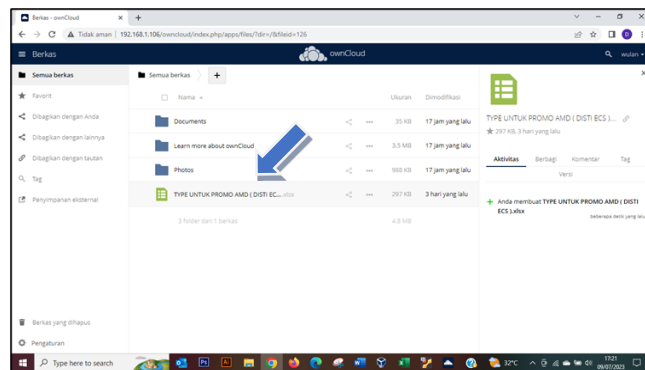 Berkas - ownCloud
Tidak aman | 192.168.1.106/owncloud/index.php/apps/files/?dir=/&fileid=126
Berkas
ownCloud
wulan
Semua berkas
Favorit
Dibagikan dengan Anda
Dibagikan dengan lainnya
Dibagikan dengan tautan
Tag
Penyimpanan eksternal
Berkas yang dihapus
Pengaturan
Semua berkas
Nama Ukuran Dimodifikasi
Documents 35 KB 17 jam yang lalu
Learn more about ownCloud 3.5 MB 17 jam yang lalu
Photos 17 jam yang lalu
TYPE UNTUK PROMO AMD ( DISTI EC... .xlsx 297 KB 3 hari yang lalu
3 folder dan 1 berkas 4.8 MB
TYPE UNTUK PROMO AMD ( DISTI ECS )...
297 KB, 3 hari yang lalu
Aktivitas Berbagi Komentar Tag
Versi
Anda membuat TYPE UNTUK PROMO AMD ( DISTI
ECS ).xlsx
beberapa detik yang lalu
Type here to search
32°C
17:21
09/07/2023